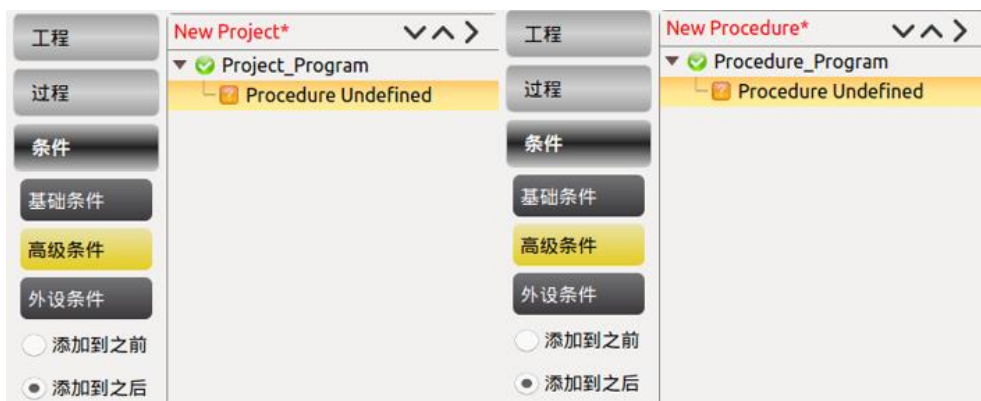 工程
过程
条件
基础条件
高级条件
外设条件
添加到之前
添加到之后
New Project*
Project_Program
Procedure Undefined
工程
过程
条件
基础条件
高级条件
外设条件
添加到之前
添加到之后
New Procedure*
Procedure_Program
Procedure Undefined